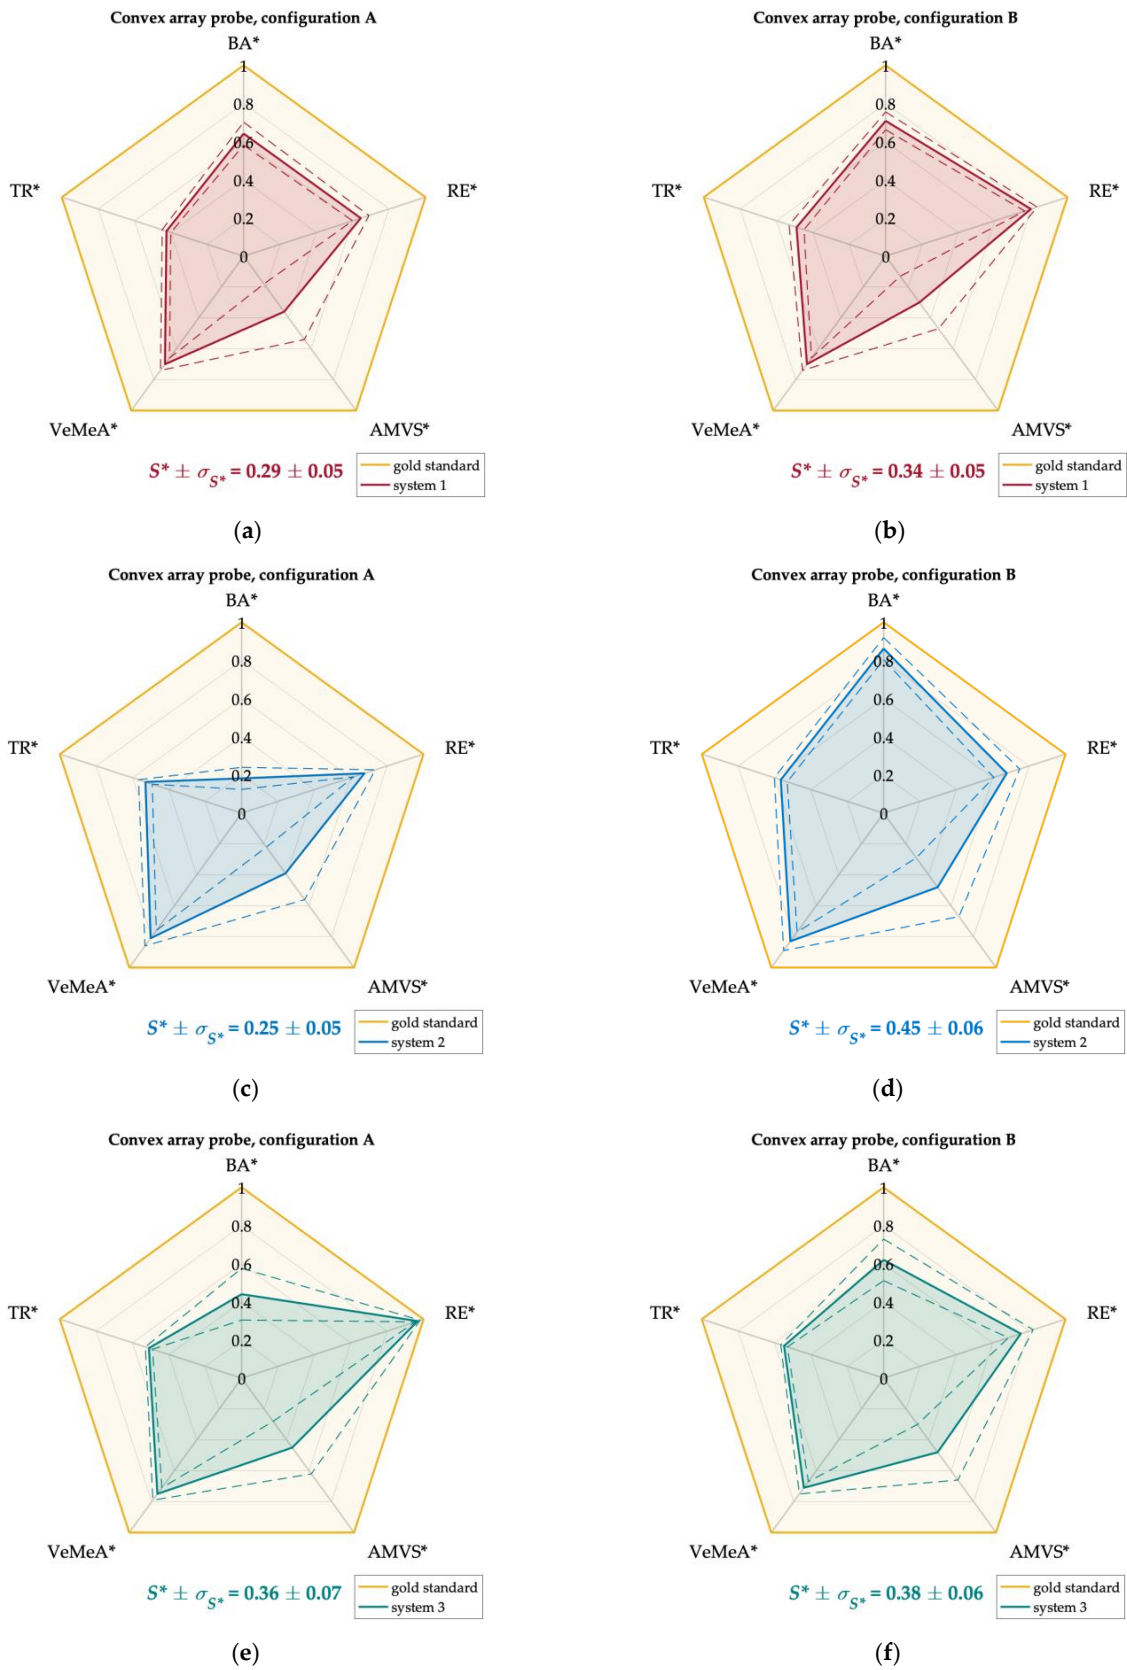 Convex array probe, configuration A
BA*
1
0.8
0.6
0.4
0.2
0
TR*
RE*
VeMeA*
AMVS*
S* ± σS* = 0.29 ± 0.05
gold standard
system 1
(a)
Convex array probe, configuration B
BA*
1
0.8
0.6
0.4
0.2
0
TR*
RE*
VeMeA*
AMVS*
S* ± σS* = 0.34 ± 0.05
gold standard
system 1
(b)
Convex array probe, configuration A
BA*
1
0.8
0.6
0.4
0.2
0
TR*
RE*
VeMeA*
AMVS*
S* ± σS* = 0.25 ± 0.05
gold standard
system 2
(c)
Convex array probe, configuration B
BA*
1
0.8
0.6
0.4
0.2
0
TR*
RE*
VeMeA*
AMVS*
S* ± σS* = 0.45 ± 0.06
gold standard
system 2
(d)
Convex array probe, configuration A
BA*
1
0.8
0.6
0.4
0.2
0
TR*
RE*
VeMeA*
AMVS*
S* ± σS* = 0.36 ± 0.07
gold standard
system 3
(e)
Convex array probe, configuration B
BA*
1
0.8
0.6
0.4
0.2
0
TR*
RE*
VeMeA*
AMVS*
S* ± σS* = 0.38 ± 0.06
gold standard
system 3
(f)